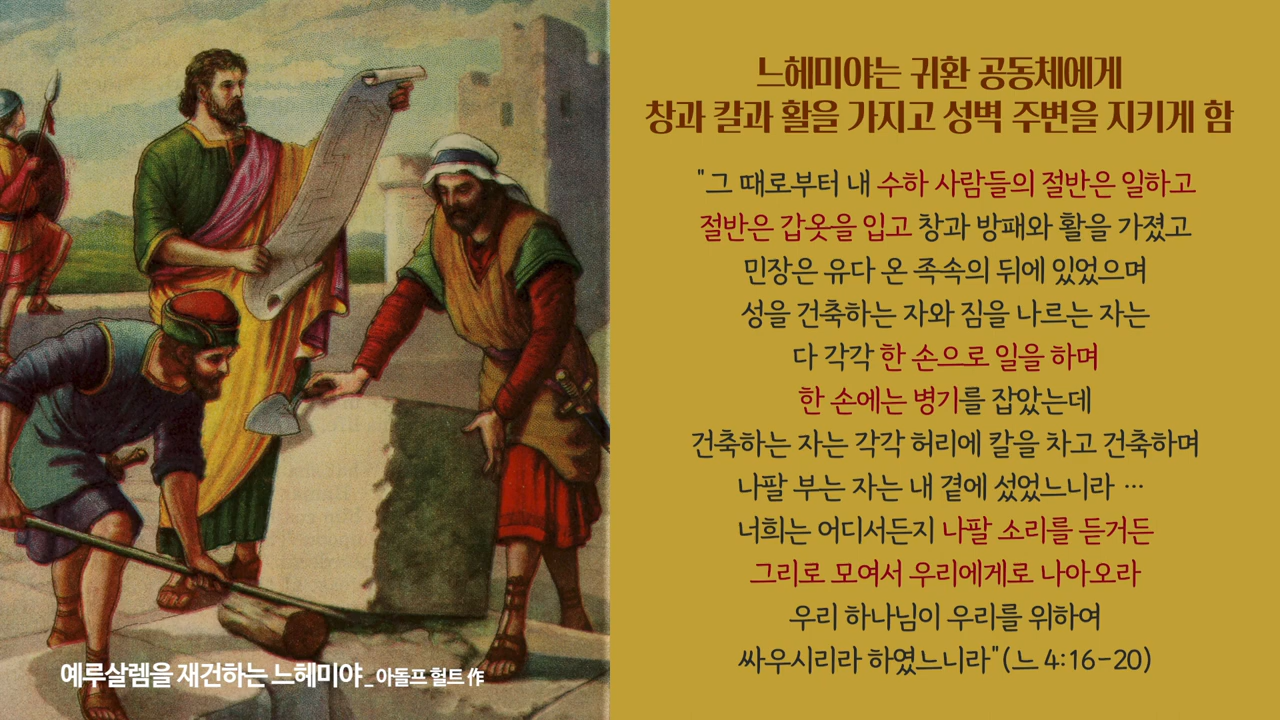 느헤미야는 귀환 공동체에게
창과 칼과 활을 가지고 성벽 주변을 지키게 함
"그 때로부터 내 수하 사람들의 절반은 일하고
절반은 갑옷을 입고 창과 방패와 활을 가졌고
민장은 유다 온 족속의 뒤에 있었으며
성을 건축하는 자와 짐을 나르는 자는
다 각각 한 손으로 일을 하며
한 손에는 병기를 잡았는데
건축하는 자는 각각 허리에 칼을 차고 건축하며
나팔 부는 자는 내 곁에 섰었느니라 …
너희는 어디서든지 나팔 소리를 듣거든
그리로 모여서 우리에게로 나아오라
우리 하나님이 우리를 위하여
싸우시리라 하였느니라"(느 4:16-20)
예루살렘을 재건하는 느헤미야 _ 아돌프 헐트 作